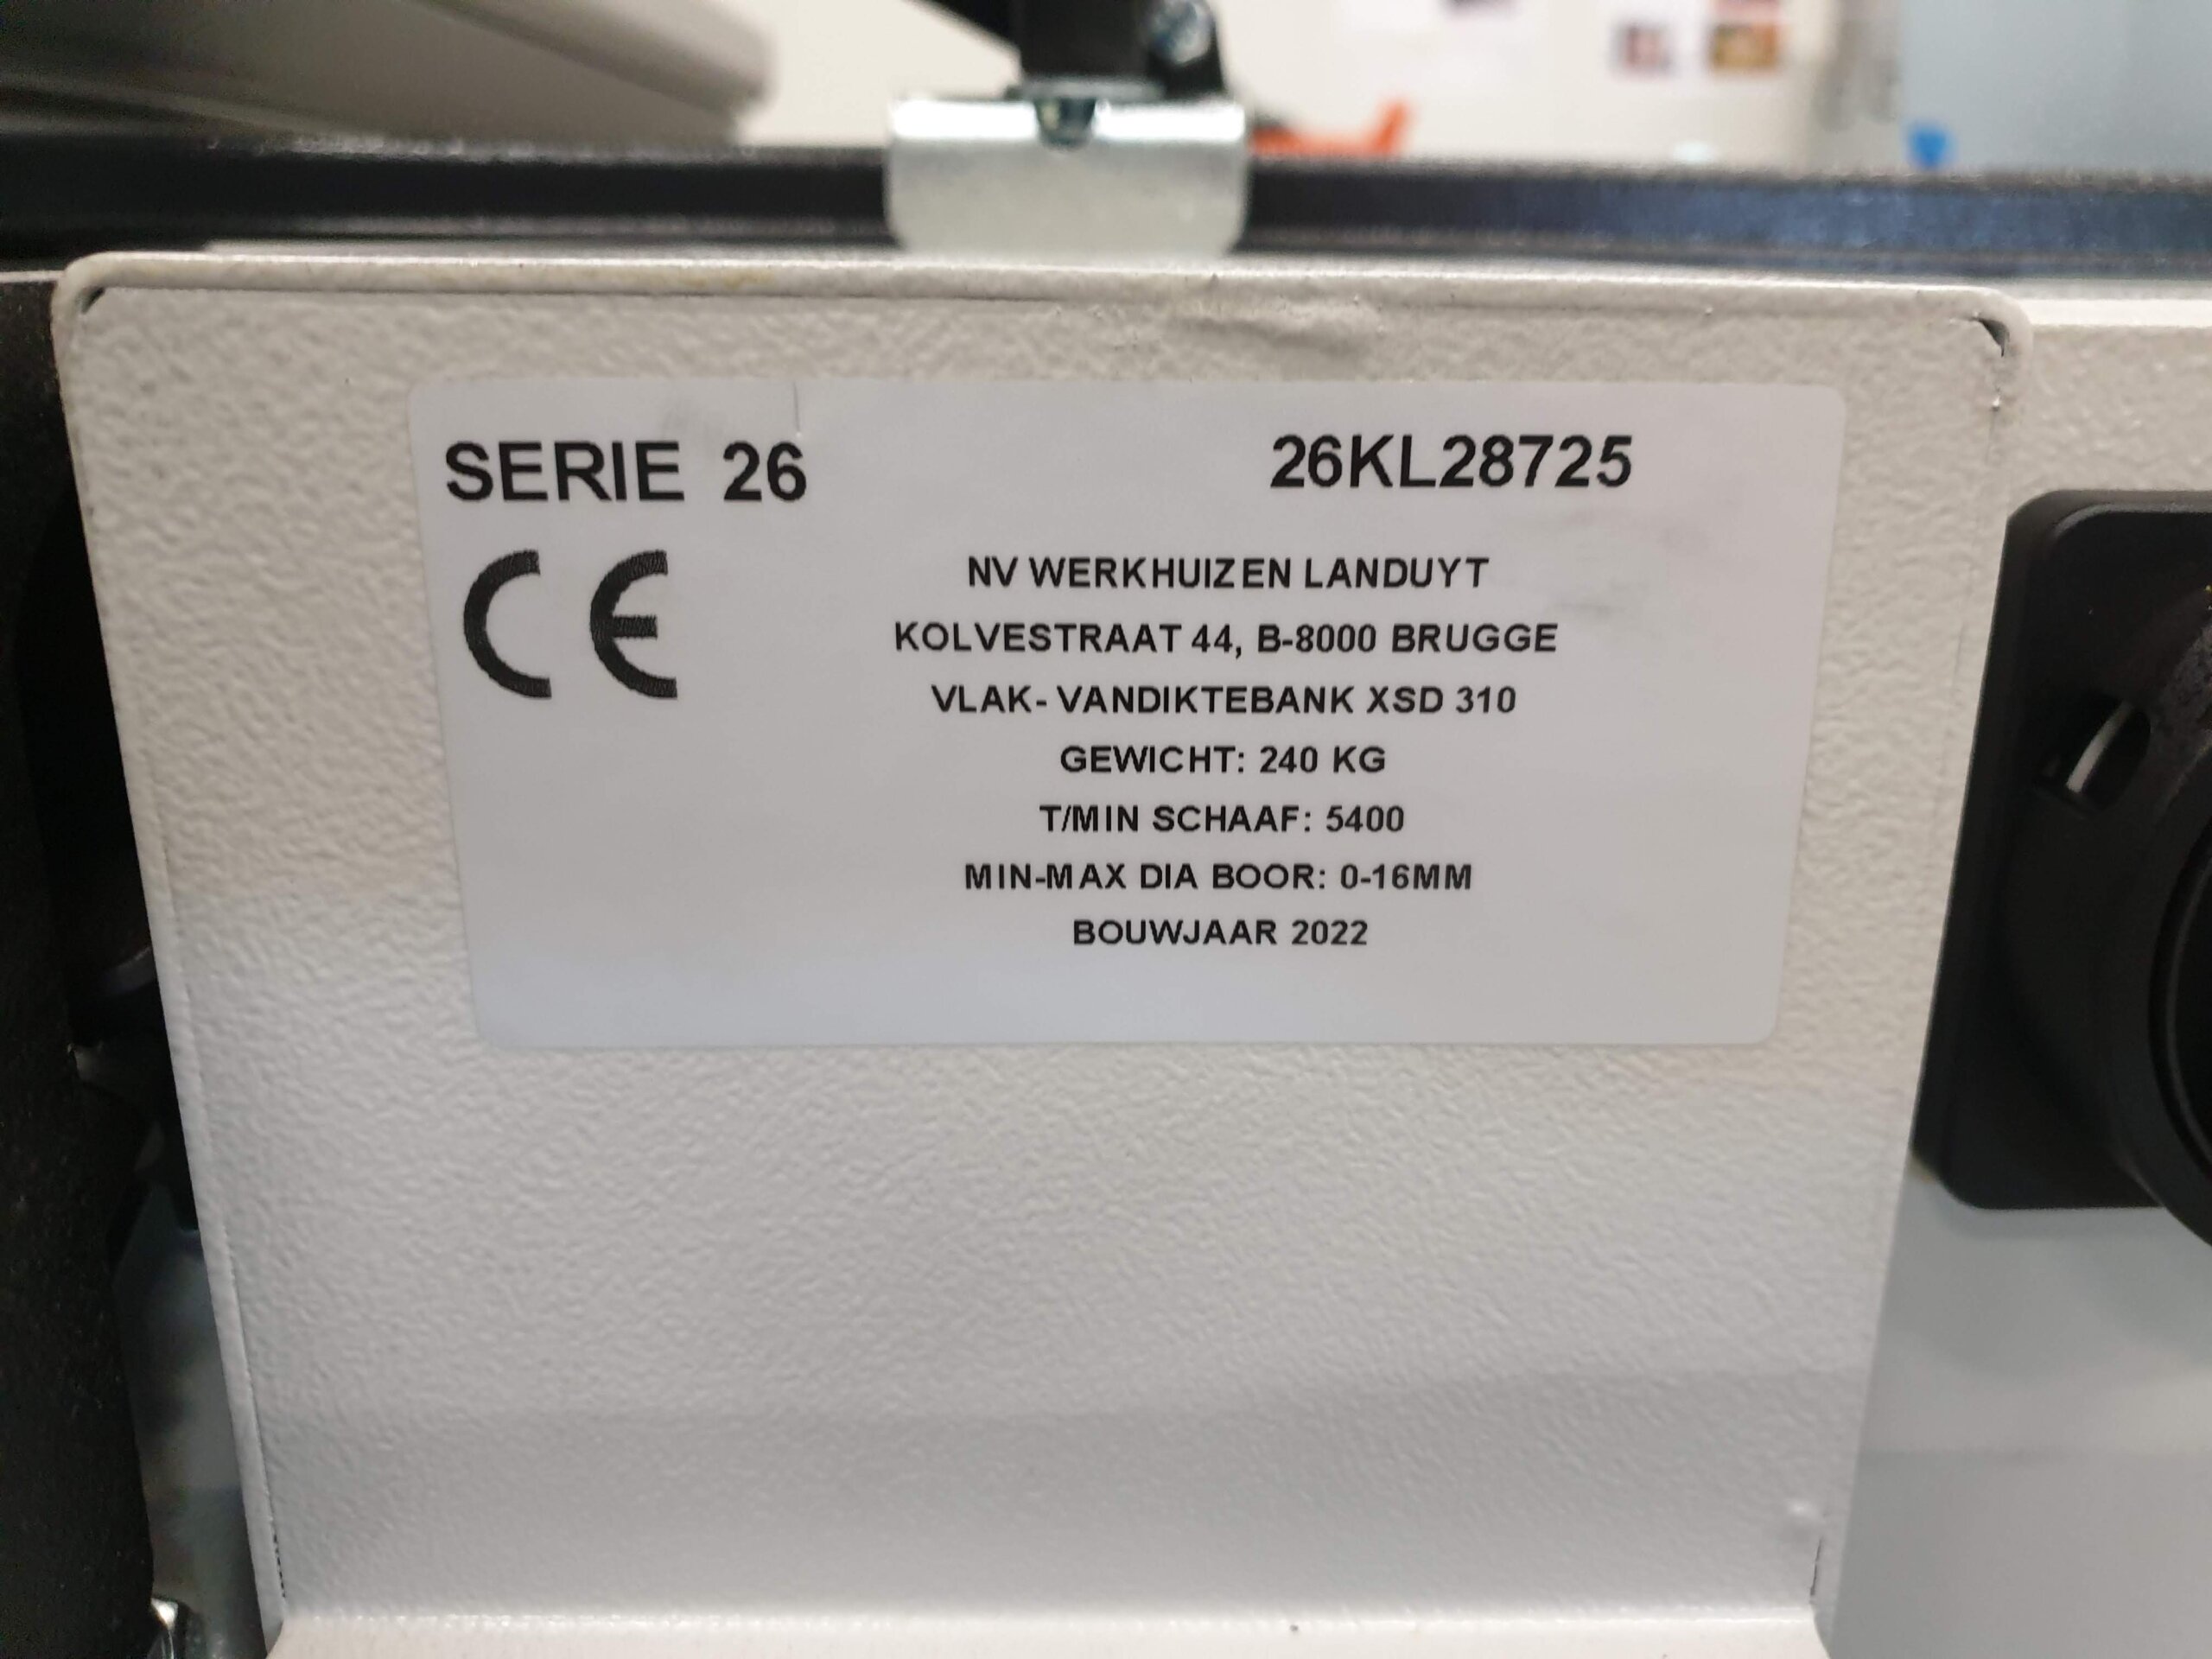 SERIE 26
26KL28725
CE
NV WERKHUIZEN LANDUYT
KOLVESTRAAT 44, B-8000 BRUGGE
VLAK- VANDIKTEBANK XSD 310
GEWICHT: 240 KG
T/MIN SCHAAF: 5400
MIN-MAX DIA BOOR: 0-16MM
BOUWJAAR 2022